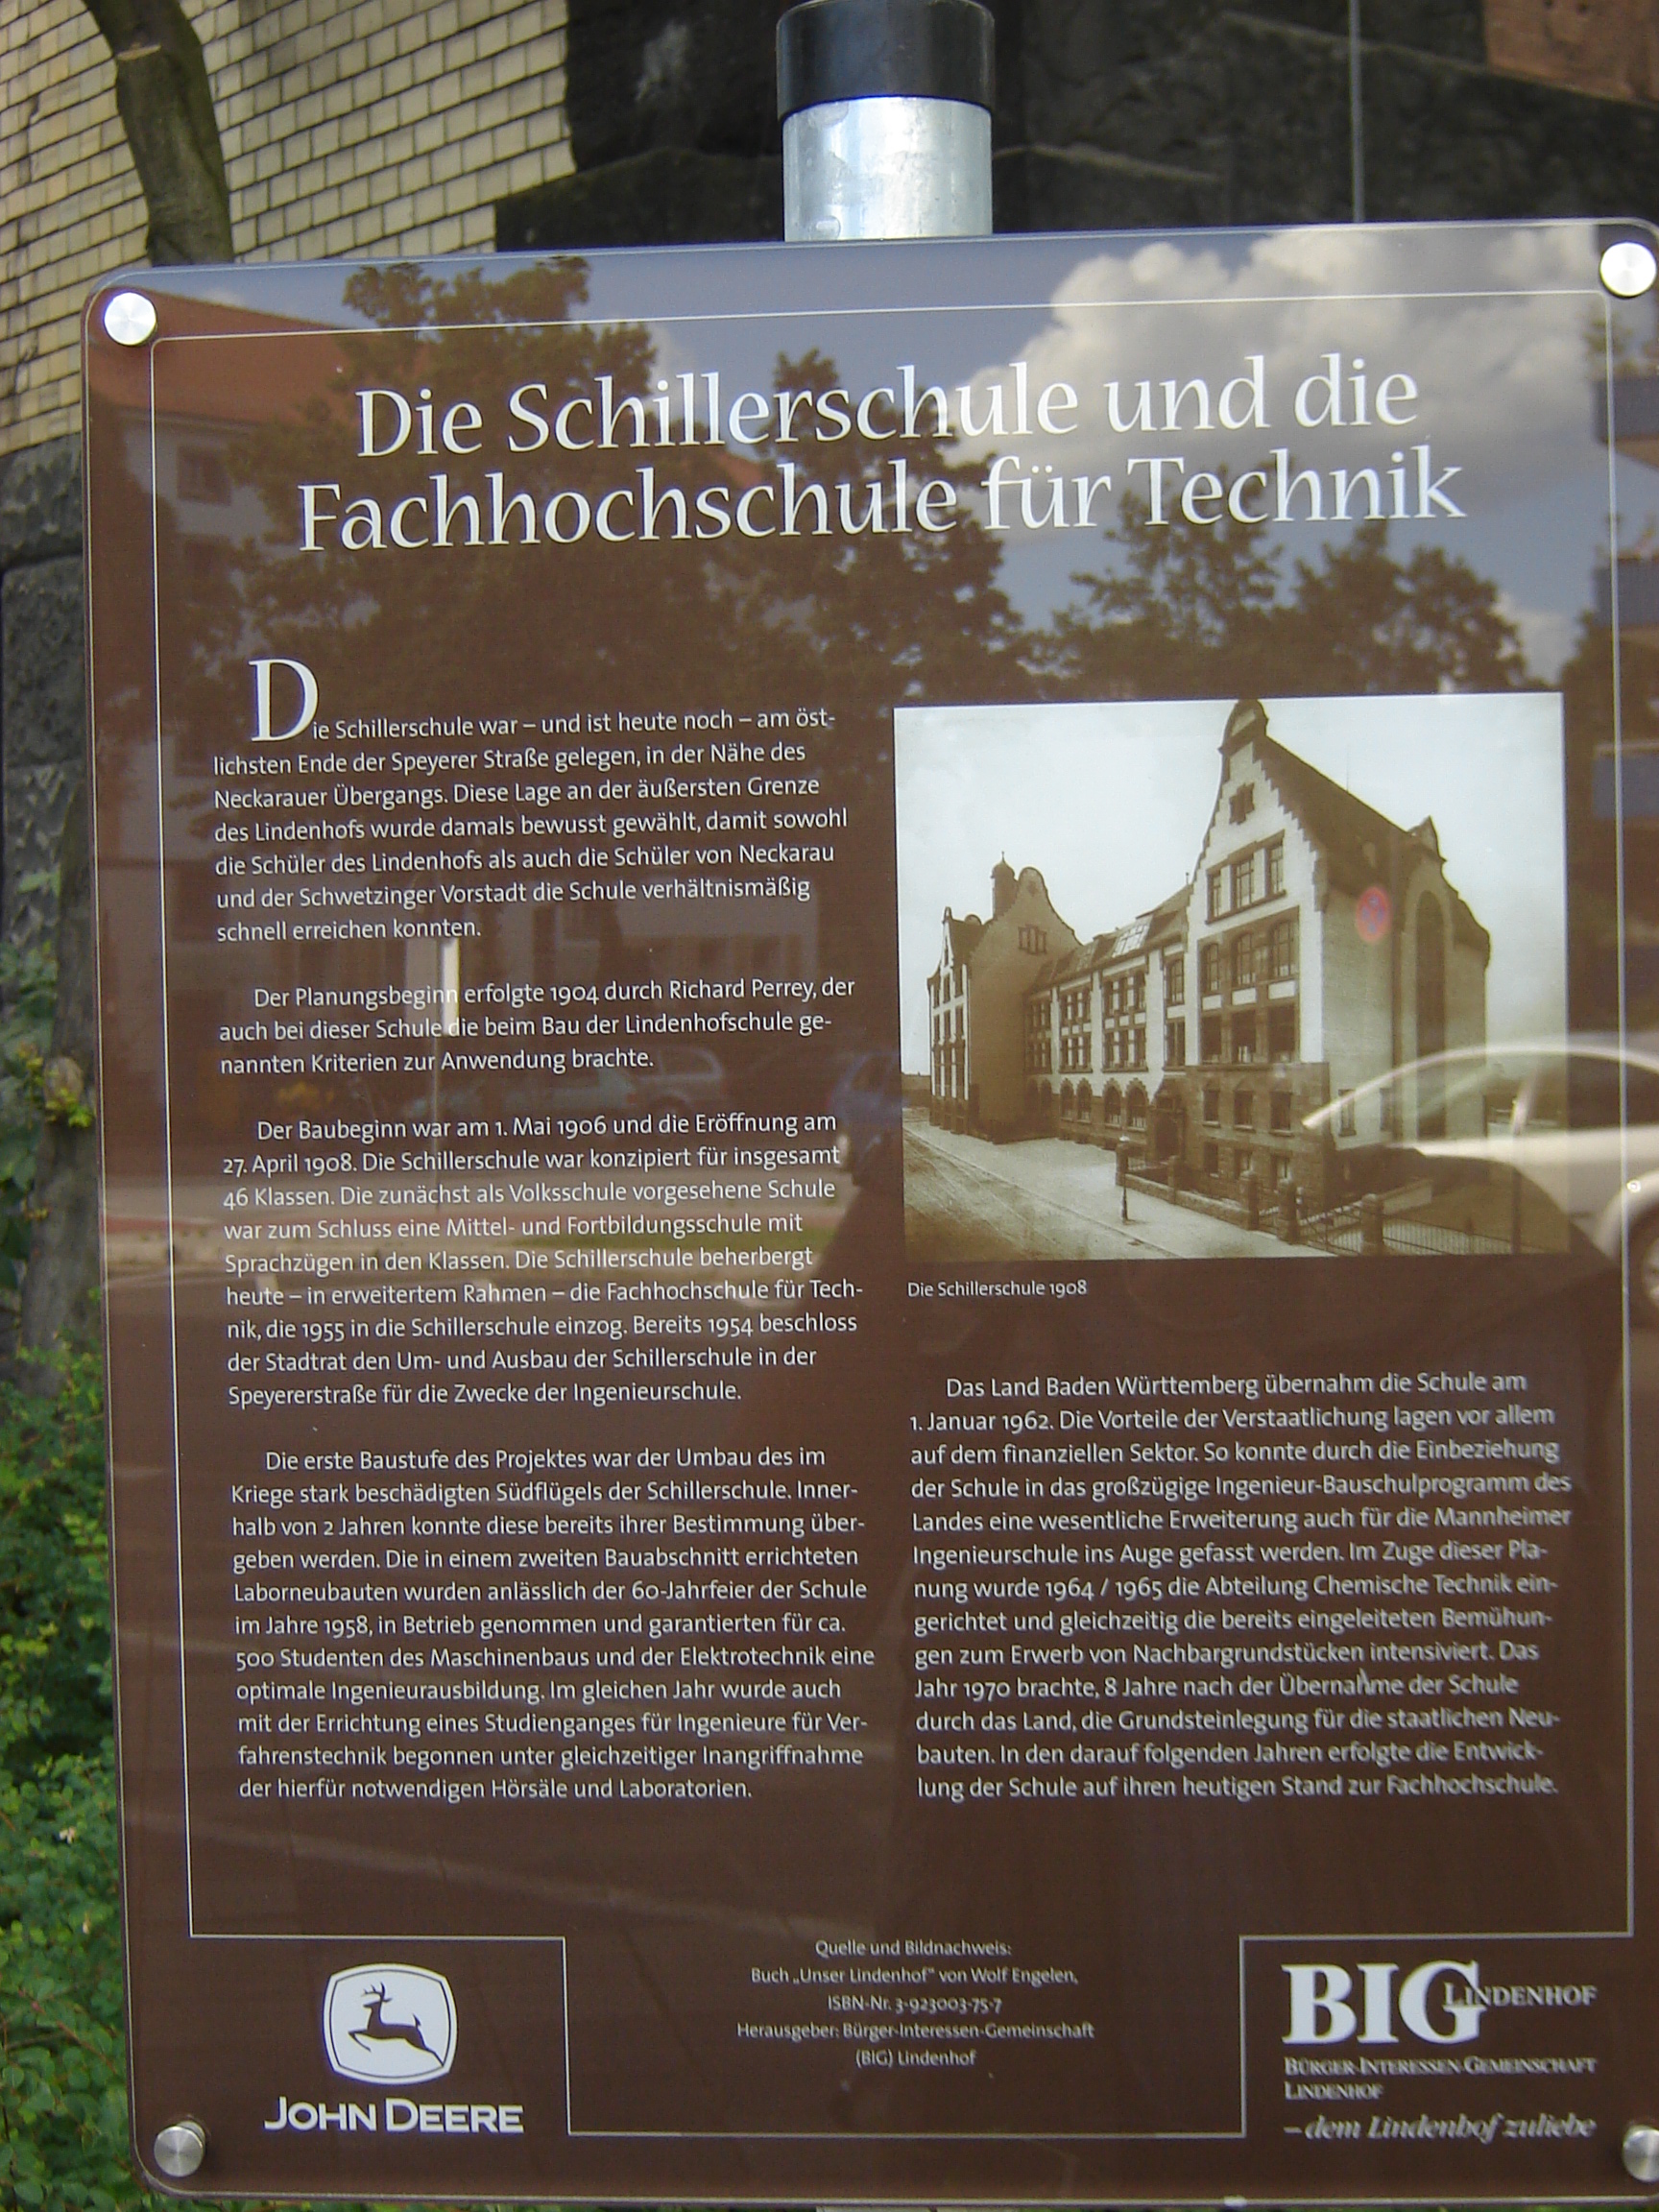 Die Schillerschule und die
Fachhochschule für Technik
Die Schillerschule war – und ist heute noch – am öst-
lichsten Ende der Speyerer Straße gelegen, in der Nähe des
Neckarauer Übergangs. Diese Lage an der äußersten Grenze
des Lindenhofs wurde damals bewusst gewählt, damit sowohl
die Schüler des Lindenhofs als auch die Schüler von Neckarau
und der Schwetzinger Vorstadt die Schule verhältnismäßig
schnell erreichen konnten.
Der Planungsbeginn erfolgte 1904 durch Richard Perrey, der
auch bei dieser Schule die beim Bau der Lindenhofschule ge-
nannten Kriterien zur Anwendung brachte.
Der Baubeginn war am 1. Mai 1906 und die Eröffnung am
27. April 1908. Die Schillerschule war konzipiert für insgesamt
46 Klassen. Die zunächst als Volksschule vorgesehene Schule
war zum Schluss eine Mittel- und Fortbildungsschule mit
Sprachzügen in den Klassen. Die Schillerschule beherbergt
heute – in erweitertem Rahmen – die Fachhochschule für Tech-
nik, die 1955 in die Schillerschule einzog. Bereits 1954 beschloss
der Stadtrat den Um- und Ausbau der Schillerschule in der
Speyererstraße für die Zwecke der Ingenieurschule.
Die erste Baustufe des Projektes war der Umbau des im
Kriege stark beschädigten Südflügels der Schillerschule. Inner-
halb von 2 Jahren konnte diese bereits ihrer Bestimmung über-
geben werden. Die in einem zweiten Bauabschnitt errichteten
Laborneubauten wurden anlässlich der 60-Jahrfeier der Schule
im Jahre 1958, in Betrieb genommen und garantierten für ca.
500 Studenten des Maschinenbaus und der Elektrotechnik eine
optimale Ingenieurausbildung. Im gleichen Jahr wurde auch
mit der Errichtung eines Studienganges für Ingenieure für Ver-
fahrenstechnik begonnen unter gleichzeitiger Inangriffnahme
der hierfür notwendigen Hörsäle und Laboratorien.
Die Schillerschule 1908
Das Land Baden Württemberg übernahm die Schule am
1. Januar 1962. Die Vorteile der Verstaatlichung lagen vor allem
auf dem finanziellen Sektor. So konnte durch die Einbeziehung
der Schule in das großzügige Ingenieur-Bauschulprogramm des
Landes eine wesentliche Erweiterung auch für die Mannheimer
Ingenieurschule ins Auge gefasst werden. Im Zuge dieser Pla-
nung wurde 1964 / 1965 die Abteilung Chemische Technik ein-
gerichtet und gleichzeitig die bereits eingeleiteten Bemühun-
gen zum Erwerb von Nachbargrundstücken intensiviert. Das
Jahr 1970 brachte, 8 Jahre nach der Übernahme der Schule
durch das Land, die Grundsteinlegung für die staatlichen Neu-
bauten. In den darauf folgenden Jahren erfolgte die Entwick-
lung der Schule auf ihren heutigen Stand zur Fachhochschule.
JOHN DEERE
Quelle und Bildnachweis:
Buch „Unser Lindenhof“ von Wolf Engelen,
ISBN-Nr. 3-923003-75-7
Herausgeber: Bürger-Interessen-Gemeinschaft
(BIG) Lindenhof
BIG LINDENHOF
BÜRGER-INTERESSEN-GEMEINSCHAFT
LINDENHOF
– dem Lindenhof zuliebe